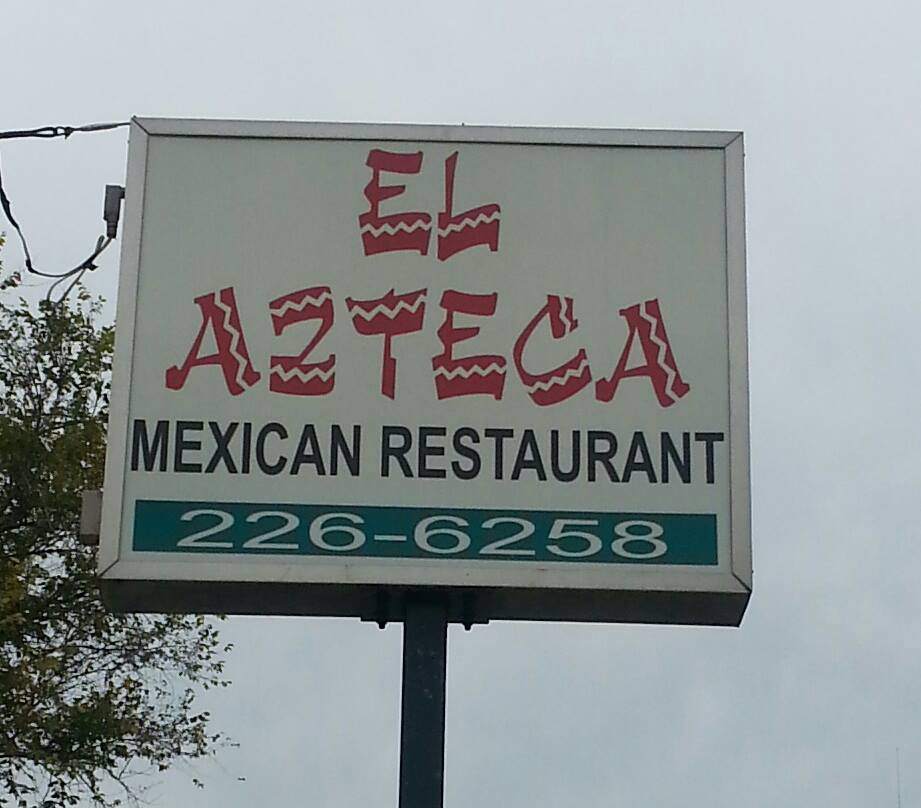 EL
AZTECA
MEXICAN RESTAURANT
226-6258